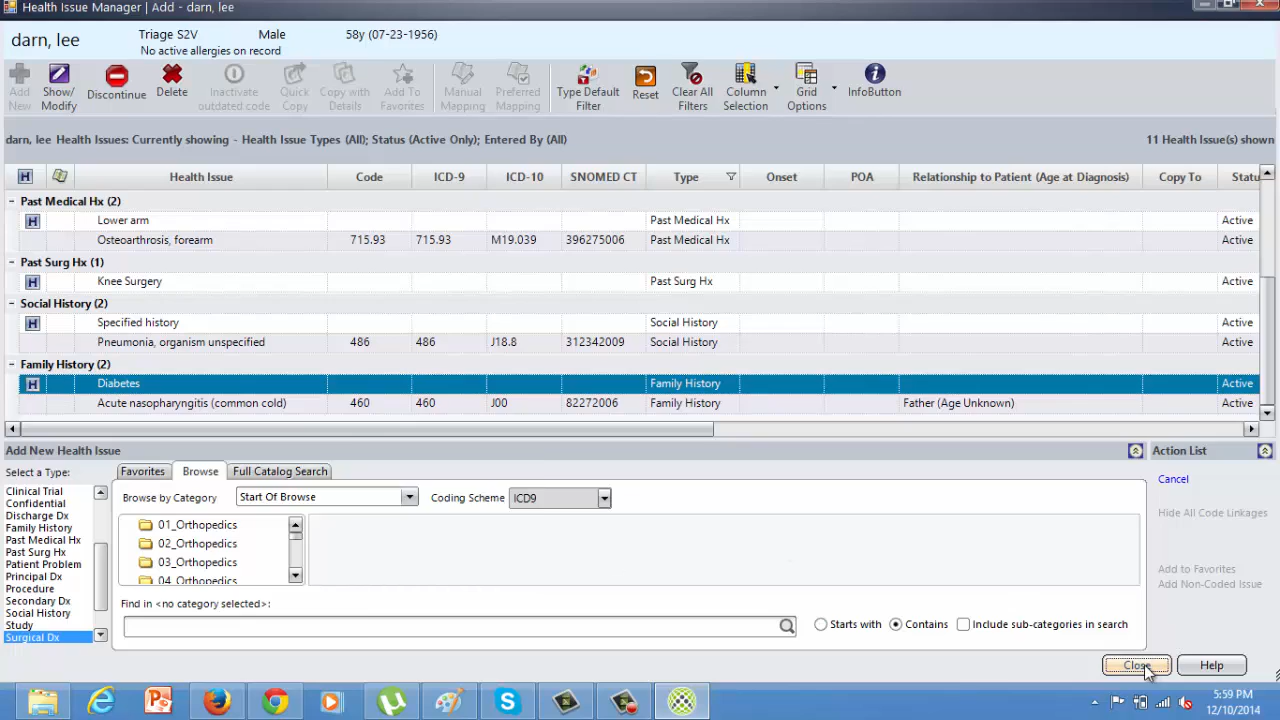 Health Issue Manager | Add - darn, lee
darn, lee
Triage S2V Male 58y (07-23-1956)
No active allergies on record
Add New
Show/ Modify
Discontinue
Delete
Inactivate outdated code
Quick Copy
Copy with Details
Add To Favorites
Manual Mapping
Preferred Mapping
Type Default Filter
Reset
Clear All Filters
Column Selection
Grid Options
InfoButton
darn, lee Health Issues: Currently showing - Health Issue Types (All); Status (Active Only); Entered By (All) 11 Health Issue(s) shown
H Health Issue Code ICD-9 ICD-10 SNOMED CT Type Onset POA Relationship to Patient (Age at Diagnosis) Copy To Statu
Past Medical Hx (2)
H Lower arm Past Medical Hx Active
Osteoarthrosis, forearm 715.93 715.93 M19.039 396275006 Past Medical Hx Active
Past Surg Hx (1)
H Knee Surgery Past Surg Hx Active
Social History (2)
H Specified history Social History Active
Pneumonia, organism unspecified 486 486 J18.8 312342009 Social History Active
Family History (2)
H Diabetes Family History Active
Acute nasopharyngitis (common cold) 460 460 J00 82272006 Family History Father (Age Unknown) Active
Add New Health Issue
Action List
Select a Type:
Clinical Trial
Confidential
Discharge Dx
Family History
Past Medical Hx
Past Surg Hx
Patient Problem
Principal Dx
Procedure
Secondary Dx
Social History
Study
Surgical Dx
Favorites Browse Full Catalog Search
Browse by Category Start Of Browse Coding Scheme ICD9
01_Orthopedics
02_Orthopedics
03_Orthopedics
04_Orthopedics
Find in <no category selected>:
Starts with Contains Include sub-categories in search
Cancel
Hide All Code Linkages
Add to Favorites
Add Non-Coded Issue
Close Help
5:59 PM
12/10/2014